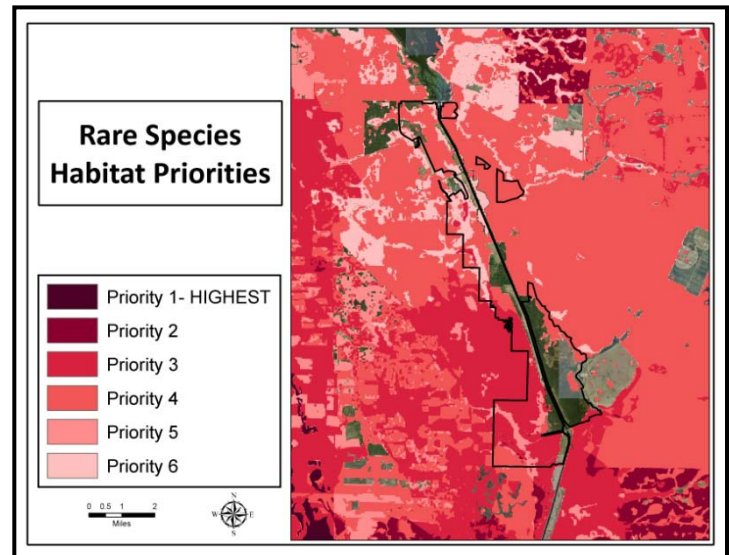 Rare Species
Habitat Priorities
Priority 1- HIGHEST
Priority 2
Priority 3
Priority 4
Priority 5
Priority 6
0 0.5 1 2
Miles
N
W E
S